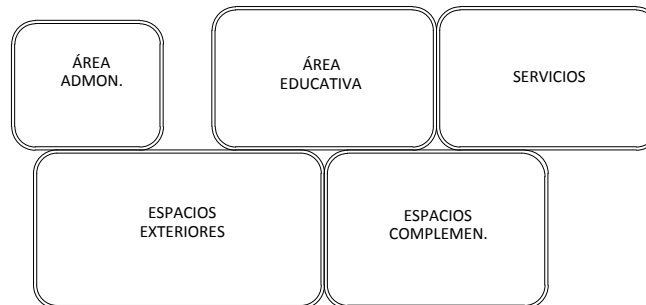 ÁREA
ADMON.
ÁREA
EDUCATIVA
SERVICIOS
ESPACIOS
EXTERIORES
ESPACIOS
COMPLEMEN.